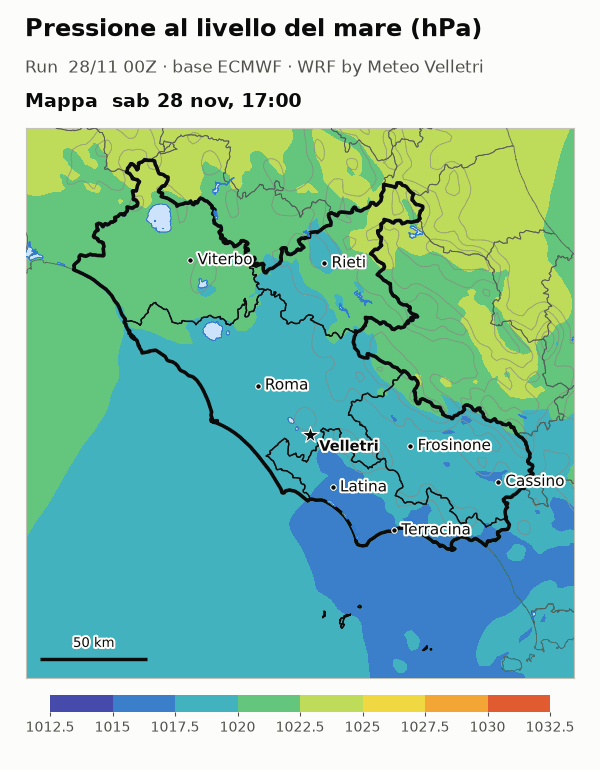 Pressione al livello del mare (hPa)
Run  28/11 00Z · base ECMWF · WRF by Meteo Velletri
Mappa  sab 28 nov, 17:00
Viterbo
Rieti
Roma
Velletri
Frosinone
Latina
Cassino
Terracina
50 km
1012.5 1015 1017.5 1020 1022.5 1025 1027.5 1030 1032.5